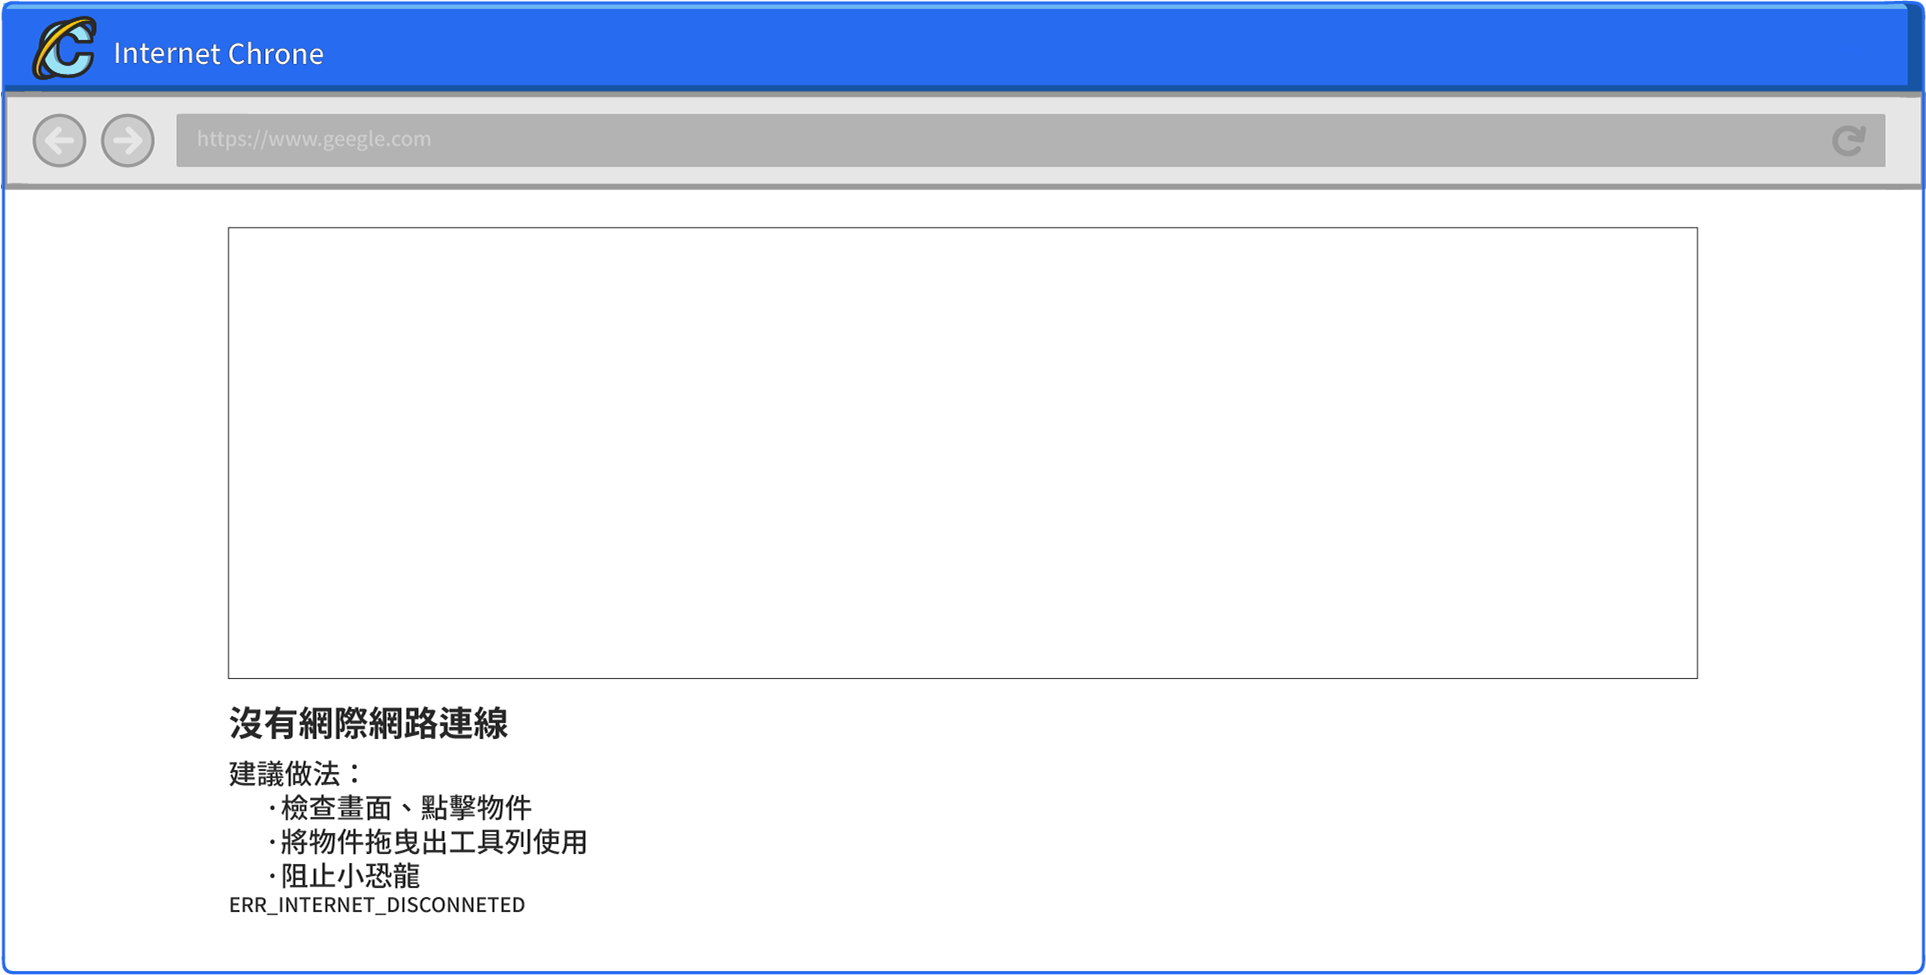 Internet Chrone
https://www.geegle.com
沒有網際網路連線
建議做法：
·檢查畫面、點擊物件
·將物件拖曳出工具列使用
·阻止小恐龍
ERR_INTERNET_DISCONNETED